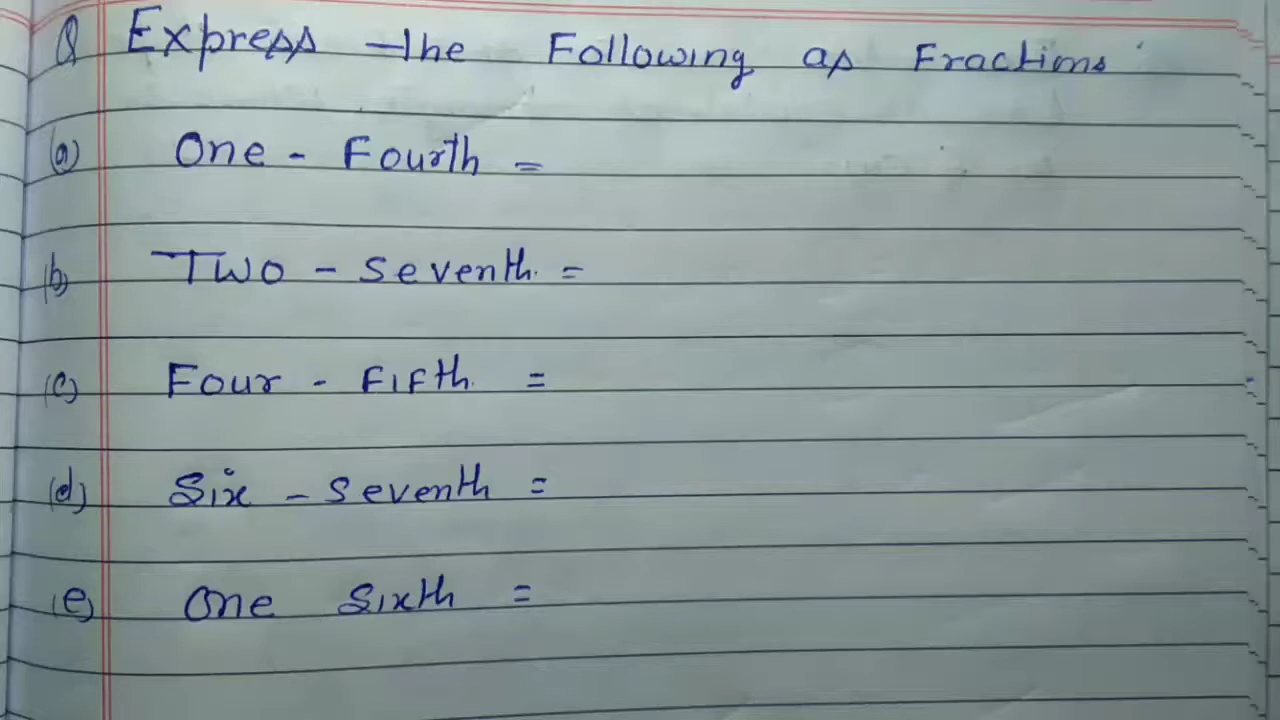 Q Express the Following as Fractions
(a) One - Fourth =
(b) Two - Seventh. =
(c) Four - Fifth. =
(d) Six - Seventh =
(e) One Sixth =